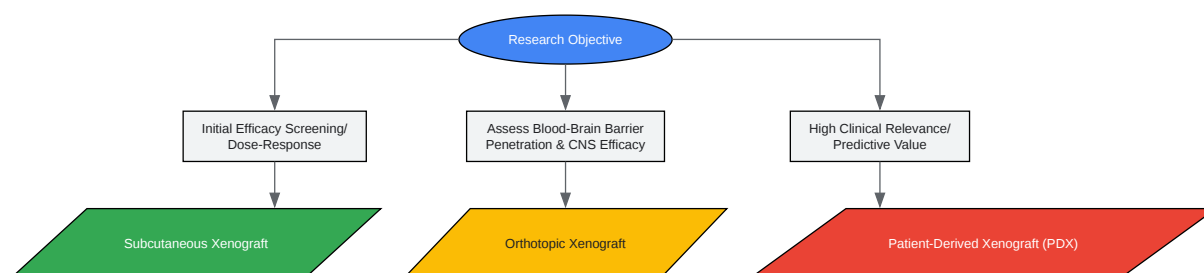 Research Objective
Initial Efficacy Screening/
Dose-Response
Assess Blood-Brain Barrier
Penetration & CNS Efficacy
High Clinical Relevance/
Predictive Value
Subcutaneous Xenograft
Orthotopic Xenograft
Patient-Derived Xenograft (PDX)